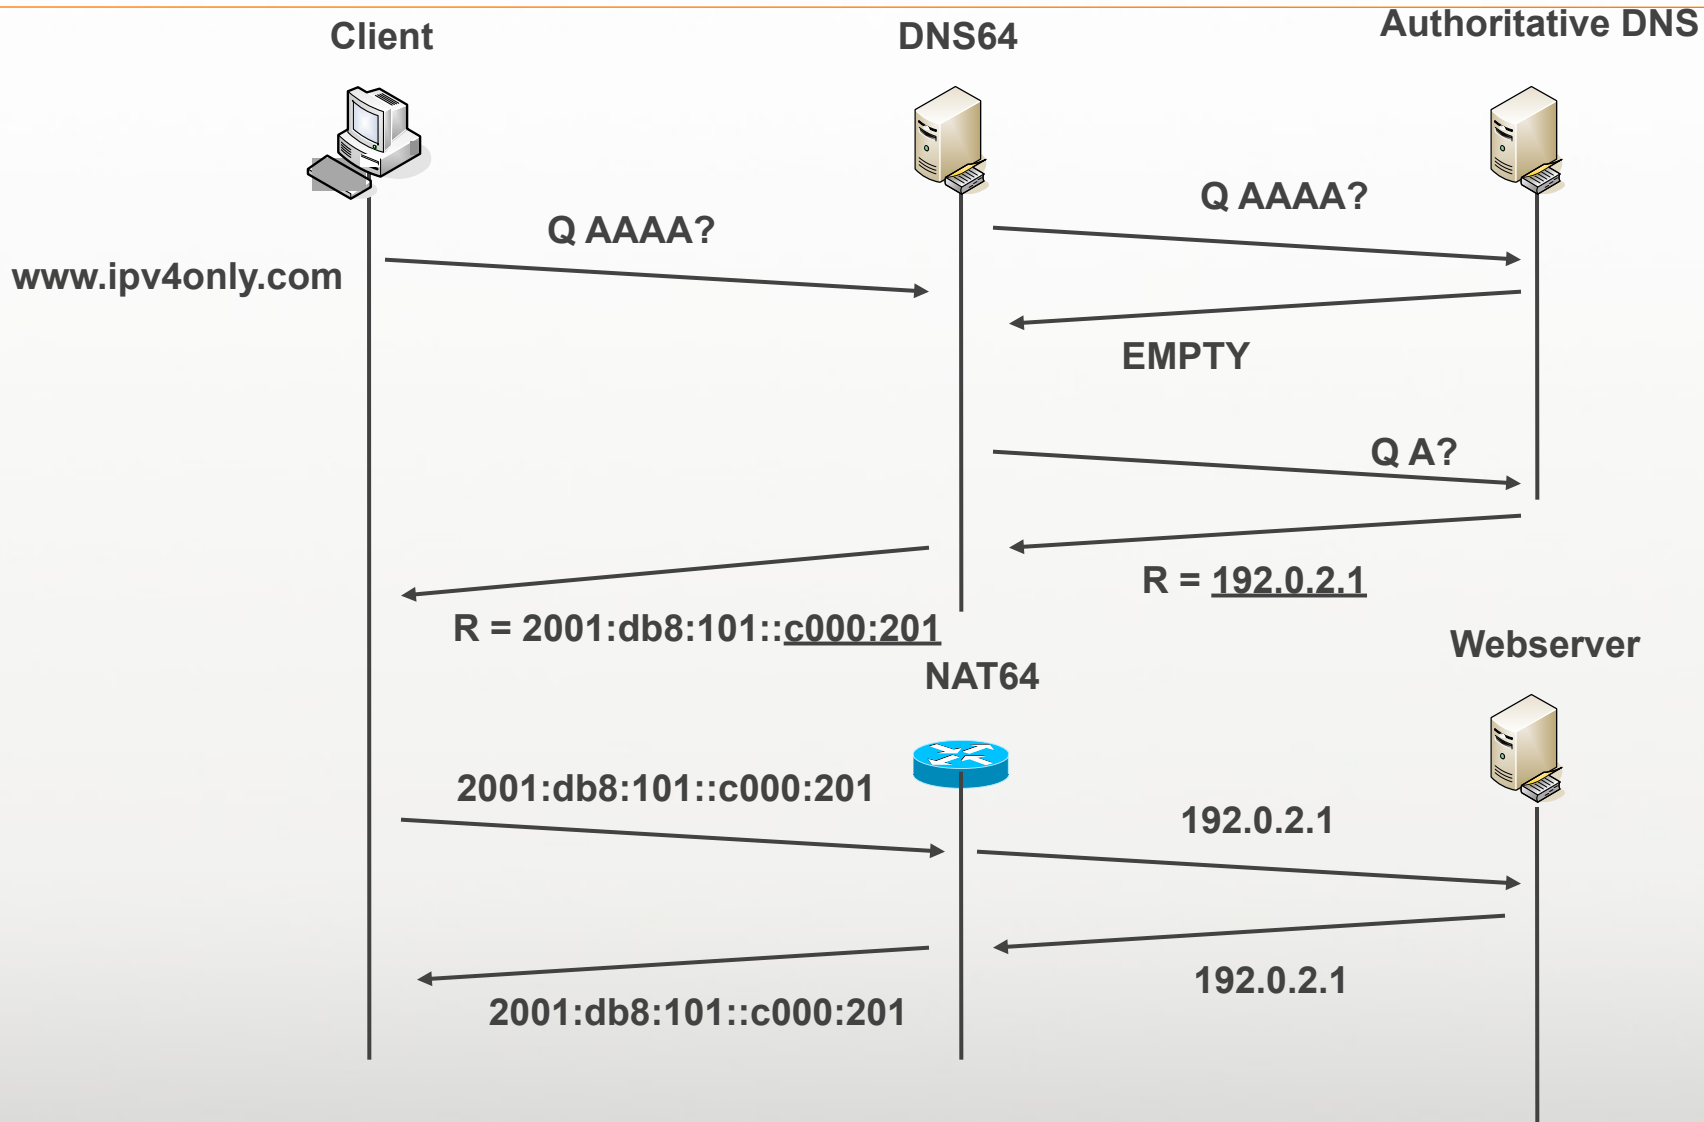 Client
DNS64
Authoritative DNS
Q AAAA?
Q AAAA?
www.ipv4only.com
EMPTY
Q A?
R = 192.0.2.1
R = 2001:db8:101::c000:201
Webserver
NAT64
2001:db8:101::c000:201
192.0.2.1
192.0.2.1
2001:db8:101::c000:201